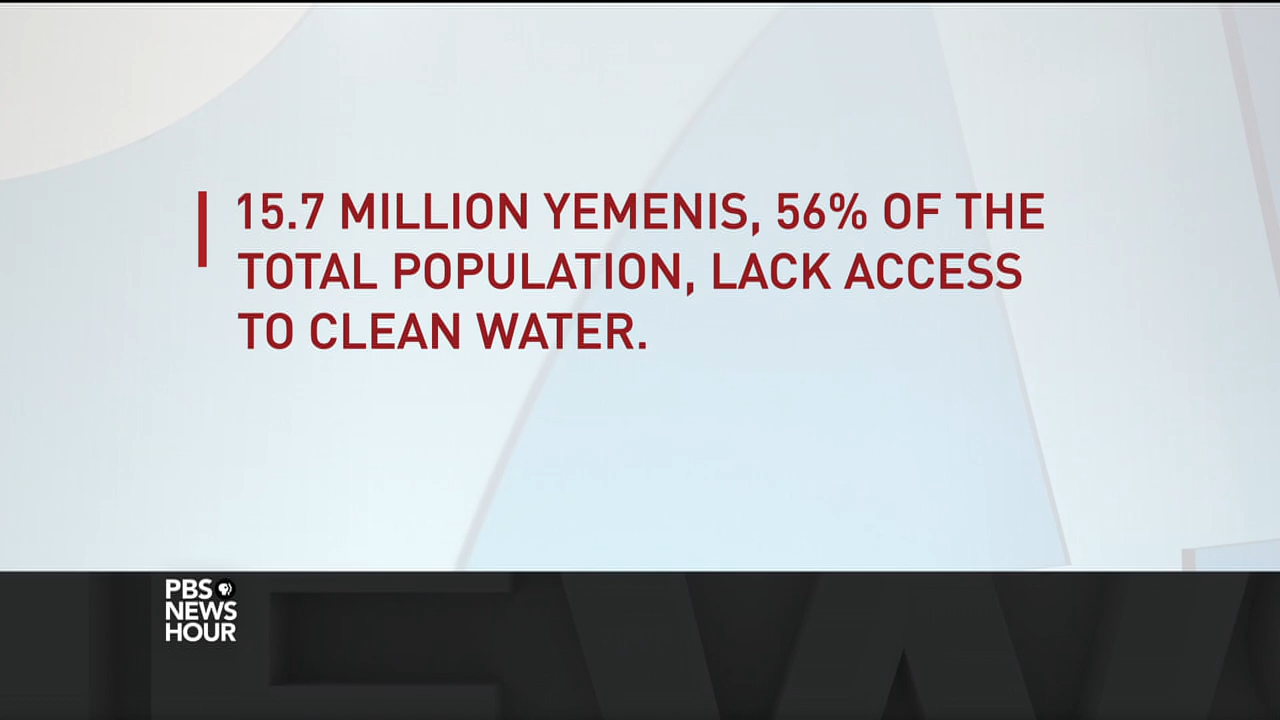 15.7 MILLION YEMENIS, 56% OF THE
TOTAL POPULATION, LACK ACCESS
TO CLEAN WATER.
PBS
NEWS
HOUR